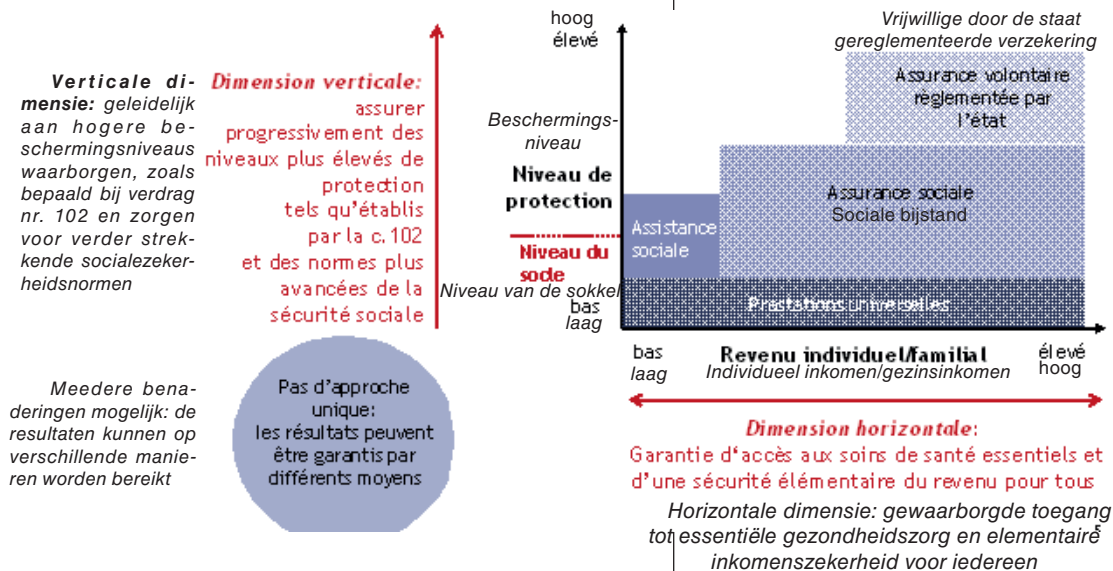 Verticale di-
mensie: geleidelijk
aan hogere be-
schermingsniveaus
waarborgen, zoals
bepaald bij verdrag
nr. 102 en zorgen
voor verder strek-
kende socialezeker-
heidsnormen
Dimension verticale:
assurer
progressivement des
niveaux plus élevés de
protection
tels qu'établis
par la c. 102
et des normes plus
avancées de la
sécurité sociale
Meedere bena-
deringen mogelijk: de
resultaten kunnen op
verschillende manie-
ren worden bereikt
Pas d'approche
unique:
les résultats peuvent
être garantis par
différents moyens
hoog
élevé
Beschermings-
niveau
Niveau de
protection
Niveau du
socle
Niveau van de sokkel
bas
laag
Vrijwillige door de staat
gereglementeerde verzekering
Assurance volontaire
règlementée par
l'état
Assurance sociale
Sociale bijstand
Assistance
sociale
Prestations universelles
bas
laag
Revenu individuel/familial
Individueel inkomen/gezinsinkomen
élevé
hoog
Dimension horizontale:
Garantie d'accès aux soins de santé essentiels et
d'une sécurité élémentaire du revenu pour tous
Horizontale dimensie: gewaarborgde toegang
tot essentiële gezondheidszorg en elementaire
5
inkomenszekerheid voor iedereen